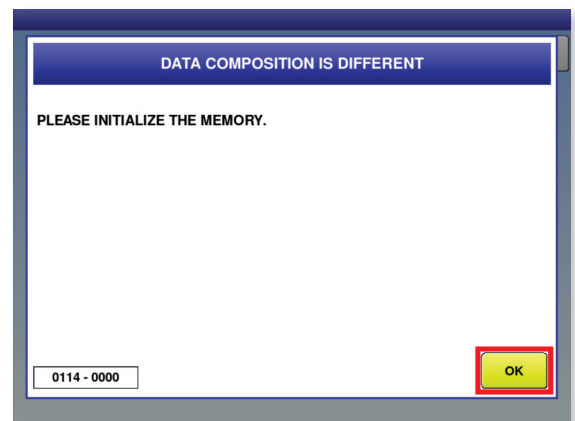 DATA COMPOSITION IS DIFFERENT
PLEASE INITIALIZE THE MEMORY.
0114 - 0000
OK